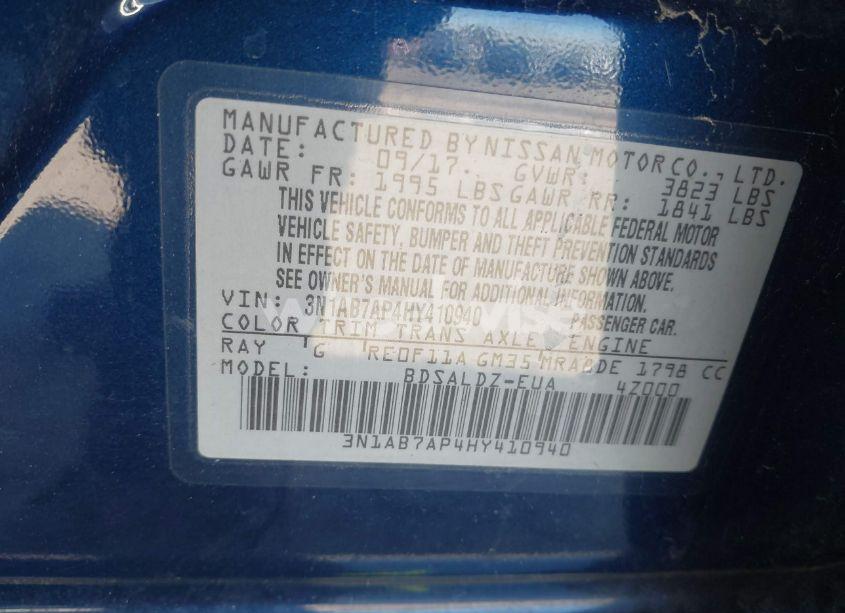 MANUFACTURED BY NISSAN MOTOR CO., LTD.
DATE: 09/17 GVWR: 3823 LBS
GAWR FR: 1995 LBS GAWR RR: 1841 LBS
THIS VEHICLE CONFORMS TO ALL APPLICABLE FEDERAL MOTOR
VEHICLE SAFETY, BUMPER AND THEFT PREVENTION STANDARDS
IN EFFECT ON THE DATE OF MANUFACTURE SHOWN ABOVE.
SEE OWNER'S MANUAL FOR ADDITIONAL INFORMATION.
VIN: 3N1AB7AP4HY410940 PASSENGER CAR.
COLOR TRIM TRANS AXLE ENGINE
RAY G RE0F11A GM35 MRA8DE 1798 CC
MODEL: BDSALDZ-EUA 4Z000
3N1AB7AP4HY410940